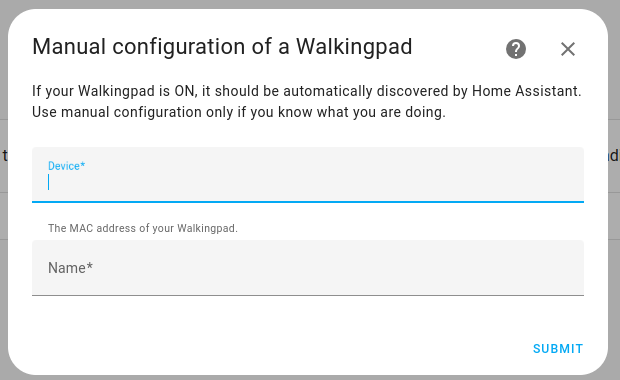 Manual configuration of a Walkingpad
If your Walkingpad is ON, it should be automatically discovered by Home Assistant.
Use manual configuration only if you know what you are doing.
Device*
The MAC address of your Walkingpad.
Name*
SUBMIT